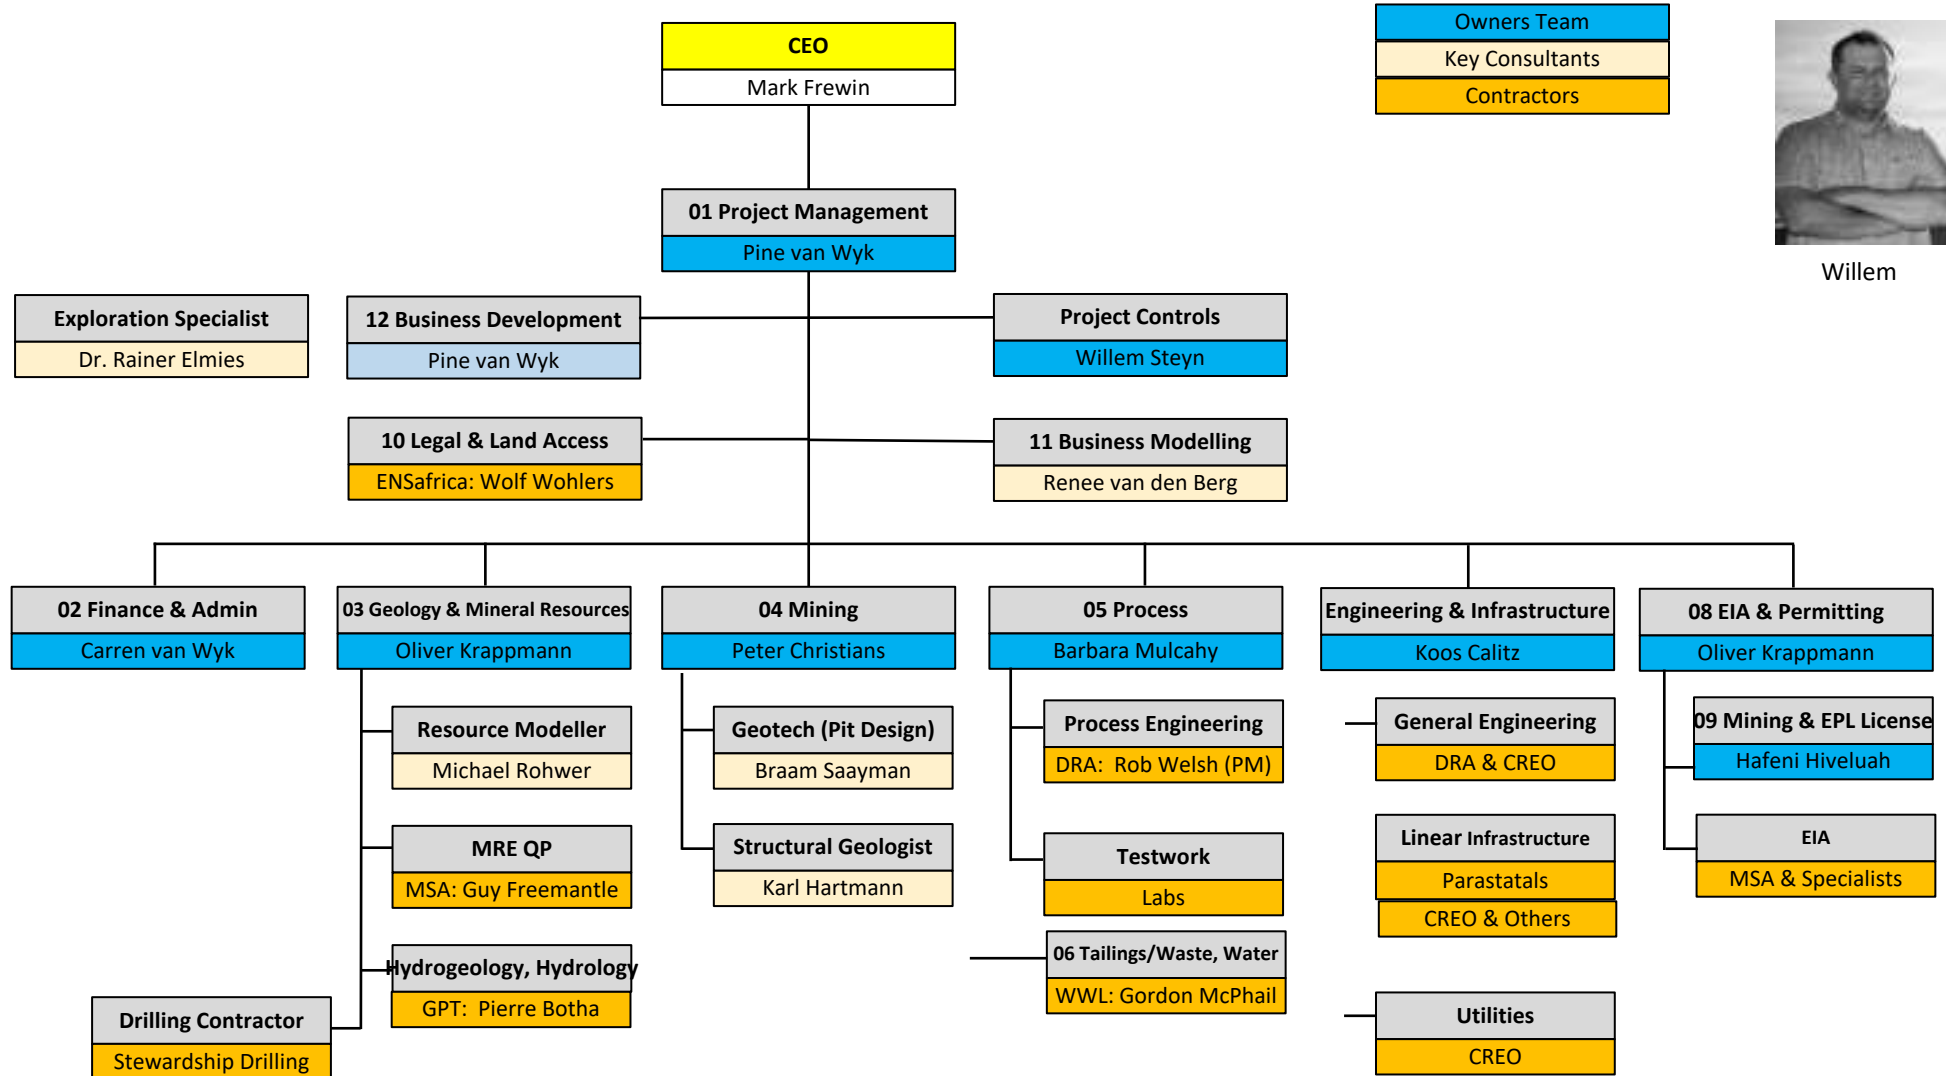 CEO
Mark Frewin
Owners Team
Key Consultants
Contractors
Willem
01 Project Management
Pine van Wyk
Exploration Specialist
Dr. Rainer Elmies
12 Business Development
Pine van Wyk
Project Controls
Willem Steyn
10 Legal & Land Access
ENSafrica: Wolf Wohlers
11 Business Modelling
Renee van den Berg
02 Finance & Admin
Carren van Wyk
03 Geology & Mineral Resources
Oliver Krappmann
04 Mining
Peter Christians
05 Process
Barbara Mulcahy
Engineering & Infrastructure
Koos Calitz
08 EIA & Permitting
Oliver Krappmann
Resource Modeller
Michael Rohwer
MRE QP
MSA: Guy Freemantle
Hydrogeology, Hydrology
GPT: Pierre Botha
Drilling Contractor
Stewardship Drilling
Geotech (Pit Design)
Braam Saayman
Structural Geologist
Karl Hartmann
Process Engineering
DRA: Rob Welsh (PM)
Testwork
Labs
06 Tailings/Waste, Water
WWL: Gordon McPhail
General Engineering
DRA & CREO
Linear Infrastructure
Parastatals
CREO & Others
Utilities
CREO
09 Mining & EPL License
Hafeni Hiveluah
EIA
MSA & Specialists